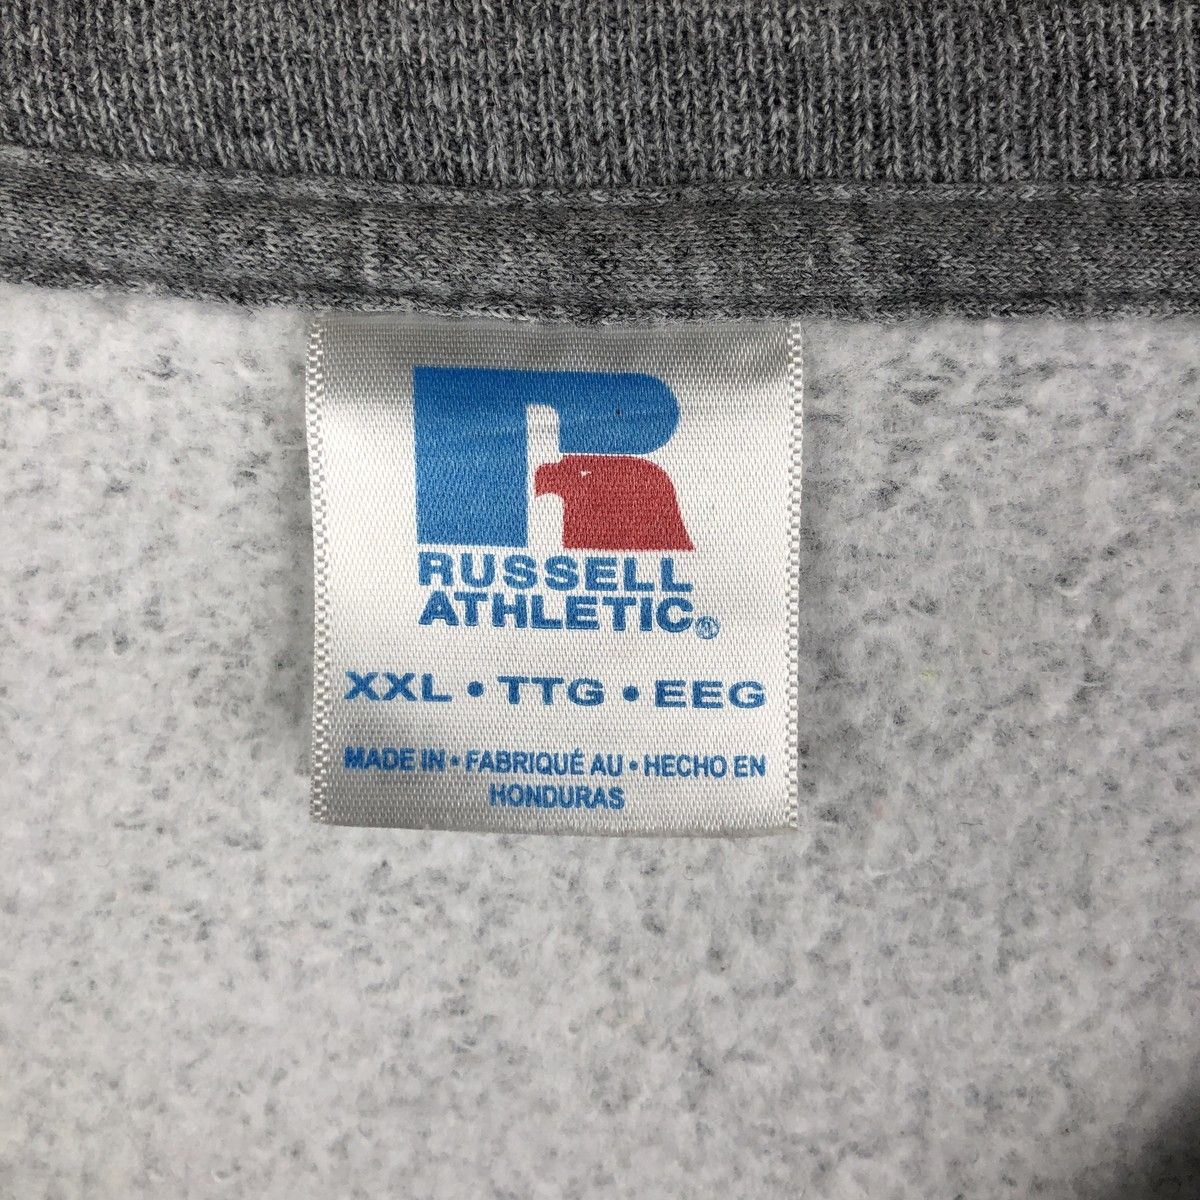 RUSSELL
ATHLETIC®
XXL • TTG • EEG
MADE IN • FABRIQUÉ AU • HECHO EN
HONDURAS